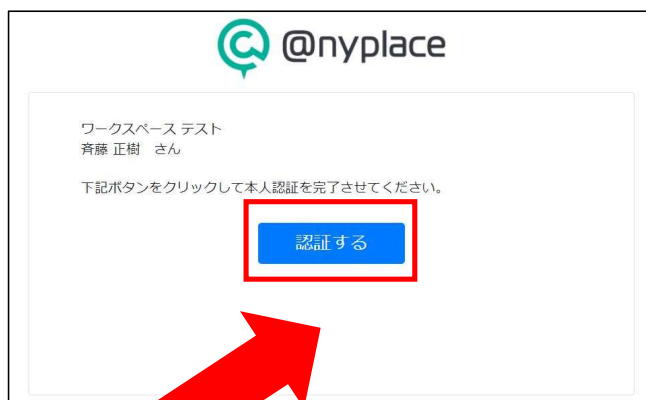 @nyplace
ワークスペース テスト
斉藤 正樹　さん
下記ボタンをクリックして本人認証を完了させてください。
認証する